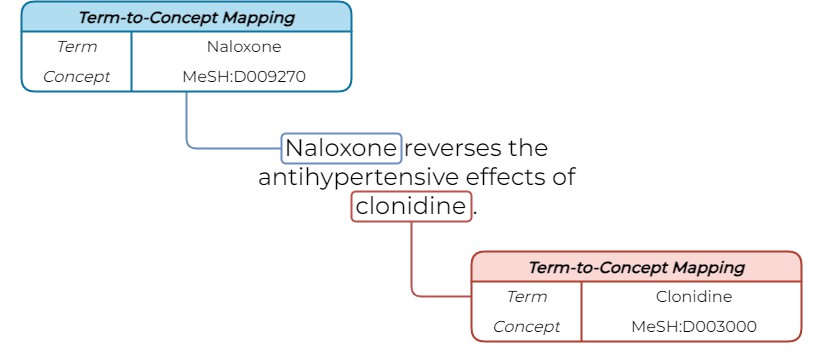 Term-to-Concept Mapping
Term Naloxone
Concept MeSH:D009270
Naloxone reverses the
antihypertensive effects of
clonidine.
Term-to-Concept Mapping
Term Clonidine
Concept MeSH:D003000